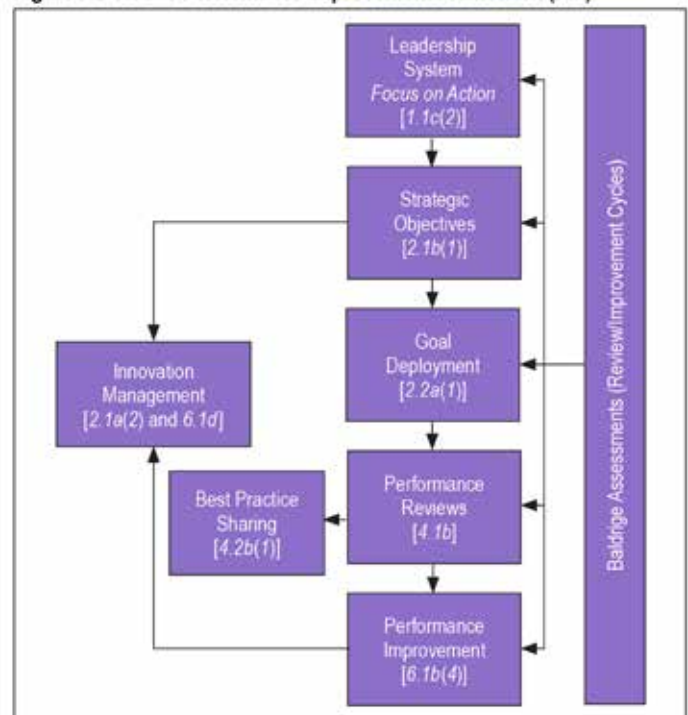 Leadership
System
Focus on Action
[1.1c(2)]
Strategic
Objectives
[2.1b(1)]
Goal
Deployment
[2.2a(1)]
Innovation
Management
[2.1a(2) and 6.1d]
Performance
Reviews
[4.1b]
Best Practice
Sharing
[4.2b(1)]
Performance
Improvement
[6.1b(4)]
Baldrige Assessments (Review/Improvement Cycles)